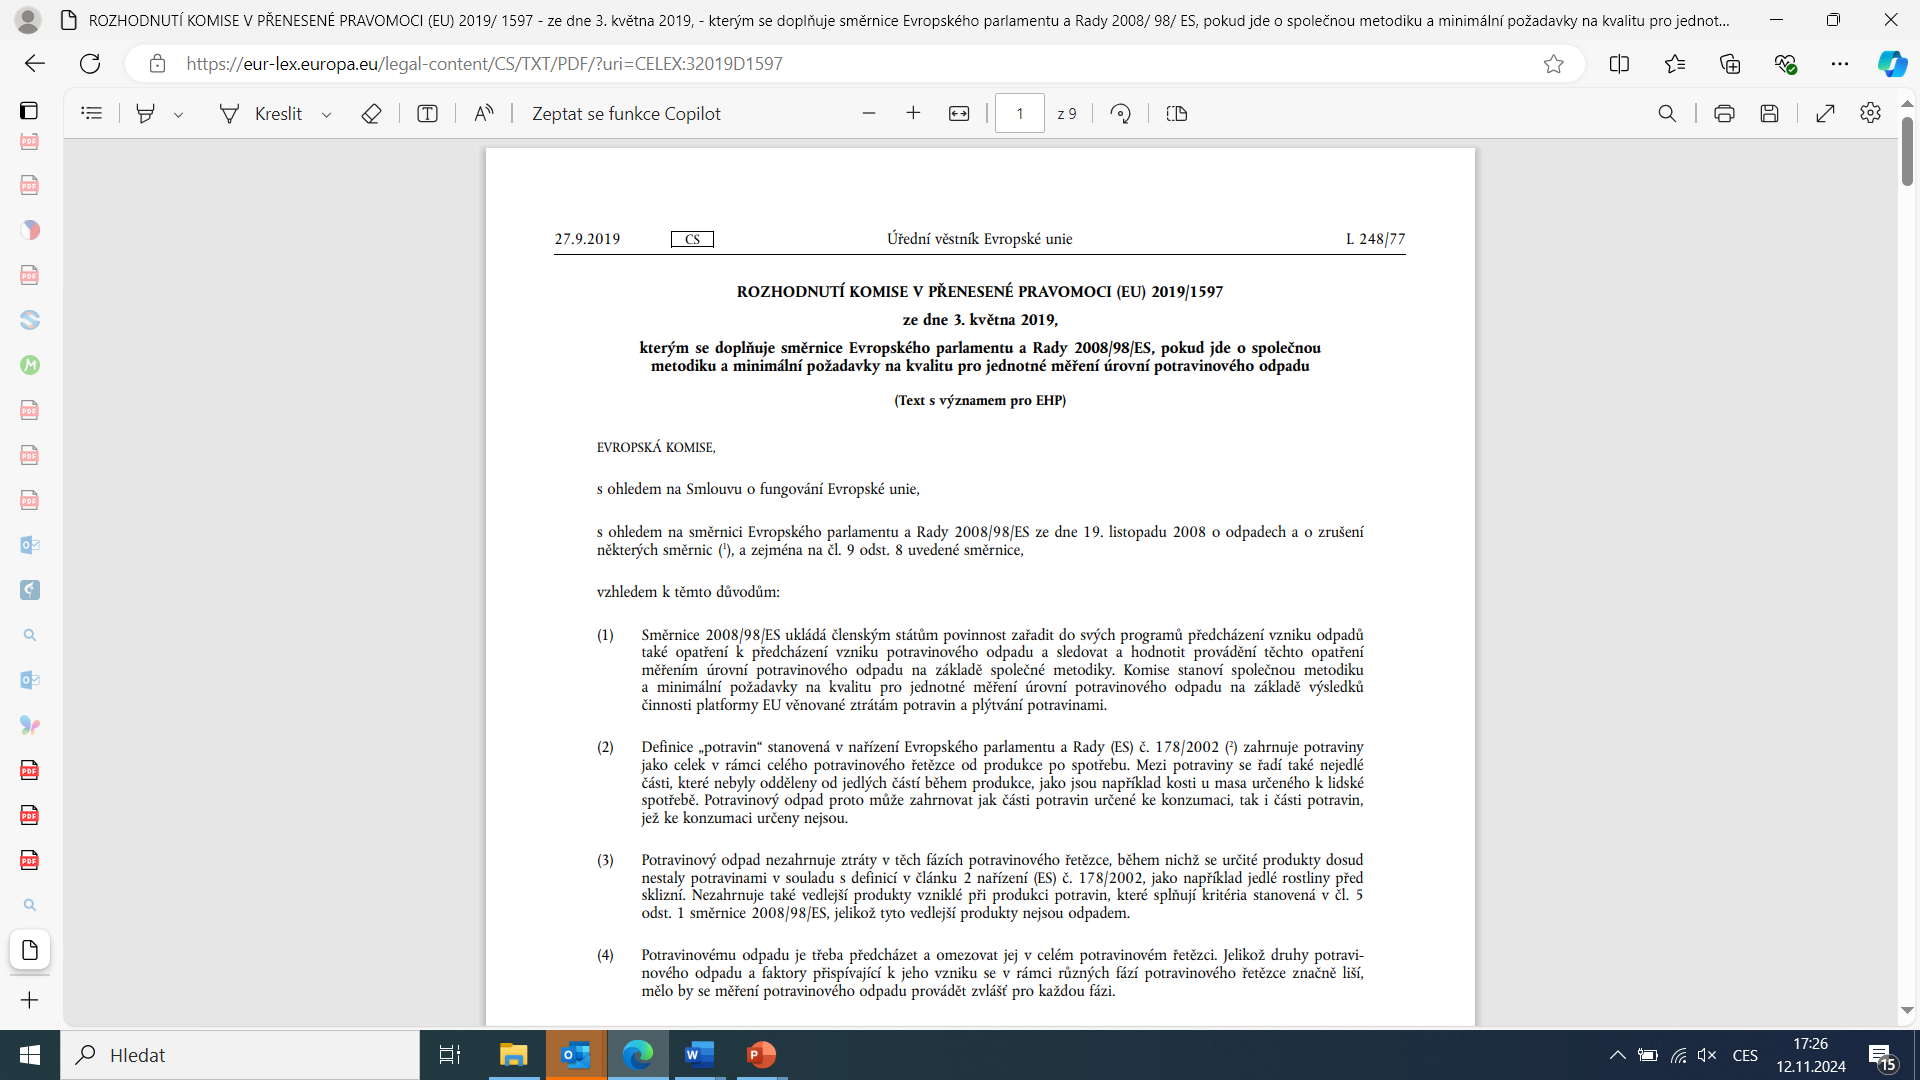 ROZHODNUTÍ KOMISE V PŘENESENÉ PRAVOMOCI (EU) 2019/ 1597 - ze dne 3. května 2019, - kterým se doplňuje směrnice Evropského parlamentu a Rady 2008/ 98/ ES, pokud jde o společnou metodiku a minimální požadavky na kvalitu pro jednot...
https://eur-lex.europa.eu/legal-content/CS/TXT/PDF/?uri=CELEX:32019D1597
Kreslit
Zeptat se funkce Copilot
1 z 9
27.9.2019 CS Úřední věstník Evropské unie L 248/77
ROZHODNUTÍ KOMISE V PŘENESENÉ PRAVOMOCI (EU) 2019/1597
ze dne 3. května 2019,
kterým se doplňuje směrnice Evropského parlamentu a Rady 2008/98/ES, pokud jde o společnou
metodiku a minimální požadavky na kvalitu pro jednotné měření úrovní potravinového odpadu
(Text s významem pro EHP)
EVROPSKÁ KOMISE,
s ohledem na Smlouvu o fungování Evropské unie,
s ohledem na směrnici Evropského parlamentu a Rady 2008/98/ES ze dne 19. listopadu 2008 o odpadech a o zrušení
některých směrnic (1), a zejména na čl. 9 odst. 8 uvedené směrnice,
vzhledem k těmto důvodům:
(1) Směrnice 2008/98/ES ukládá členským státům povinnost zařadit do svých programů předcházení vzniku odpadů
také opatření k předcházení vzniku potravinového odpadu a sledovat a hodnotit provádění těchto opatření
měřením úrovní potravinového odpadu na základě společné metodiky. Komise stanoví společnou metodiku
a minimální požadavky na kvalitu pro jednotné měření úrovní potravinového odpadu na základě výsledků
činnosti platformy EU věnované ztrátám potravin a plýtvání potravinami.
(2) Definice „potravin“ stanovená v nařízení Evropského parlamentu a Rady (ES) č. 178/2002 (2) zahrnuje potraviny
jako celek v rámci celého potravinového řetězce od produkce po spotřebu. Mezi potraviny se řadí také nejedlé
části, které nebyly odděleny od jedlých částí během produkce, jako jsou například kosti u masa určeného k lidské
spotřebě. Potravinový odpad proto může zahrnovat jak části potravin určené ke konzumaci, tak i části potravin,
jež ke konzumaci určeny nejsou.
(3) Potravinový odpad nezahrnuje ztráty v těch fázích potravinového řetězce, během nichž se určité produkty dosud
nestaly potravinami v souladu s definicí v článku 2 nařízení (ES) č. 178/2002, jako například jedlé rostliny před
sklizní. Nezahrnuje také vedlejší produkty vzniklé při produkci potravin, které splňují kritéria stanovená v čl. 5
odst. 1 směrnice 2008/98/ES, jelikož tyto vedlejší produkty nejsou odpadem.
(4) Potravinovému odpadu je třeba předcházet a omezovat jej v celém potravinovém řetězci. Jelikož druhy potravi-
nového odpadu a faktory přispívající k jeho vzniku se v rámci různých fází potravinového řetězce značně liší,
mělo by se měření potravinového odpadu provádět zvlášť pro každou fázi.
Hledat
CES
17:26
12.11.2024
15